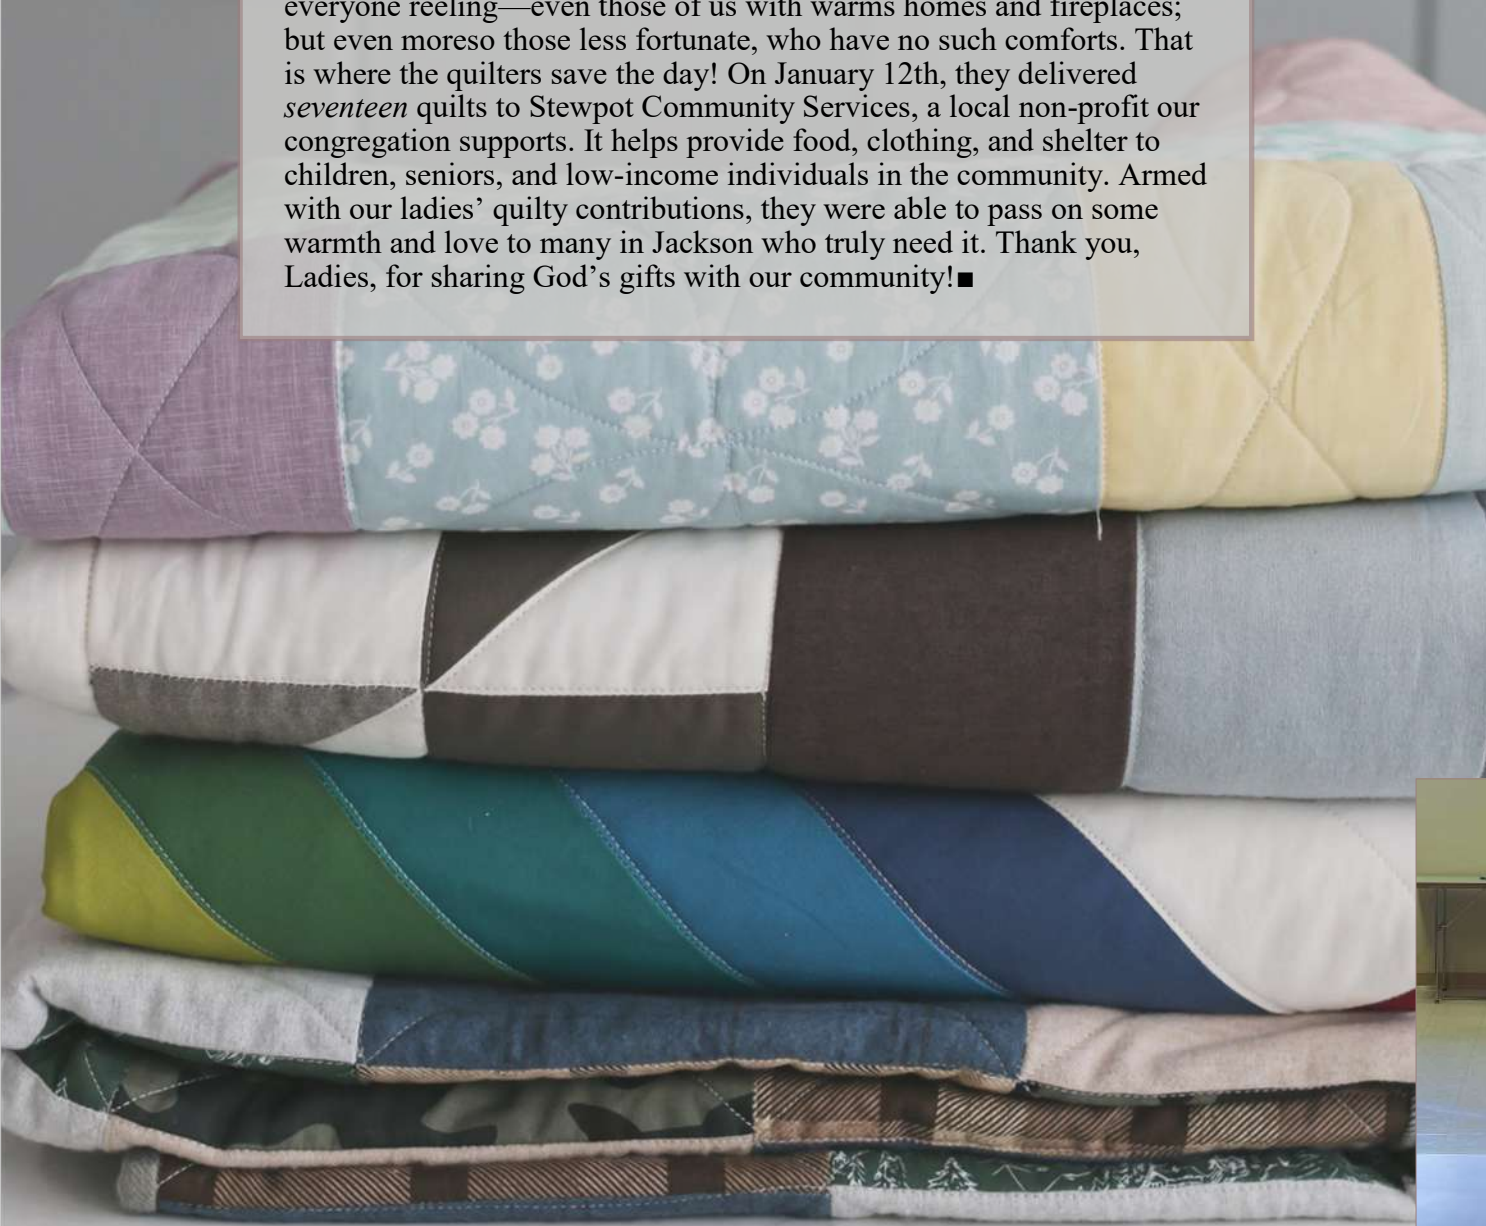 everyone reeling—even those of us with warms homes and fireplaces;
but even moreso those less fortunate, who have no such comforts. That
is where the quilters save the day! On January 12th, they delivered
seventeen quilts to Stewpot Community Services, a local non-profit our
congregation supports. It helps provide food, clothing, and shelter to
children, seniors, and low-income individuals in the community. Armed
with our ladies’ quilty contributions, they were able to pass on some
warmth and love to many in Jackson who truly need it. Thank you,
Ladies, for sharing God’s gifts with our community!■